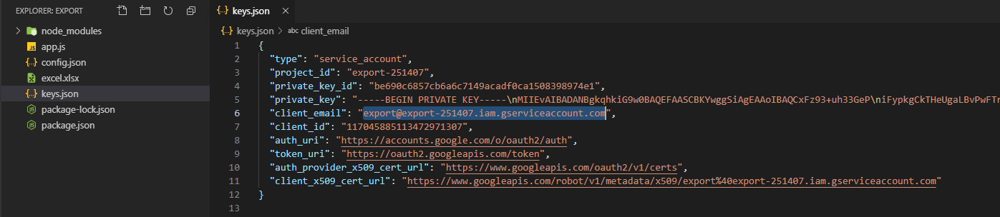 EXPLORER: EXPORT
node_modules
app.js
config.json
excel.xlsx
keys.json
package-lock.json
package.json
keys.json
keys.json > abc client_email
1 {
2 "type": "service_account",
3 "project_id": "export-251407",
4 "private_key_id": "be690c6857cb6a6c7149acadf0ca1508398974e1",
5 "private_key": "-----BEGIN PRIVATE KEY-----\nMIIEvAIBADANBgkqhkiG9w0BAQEFAASCBKYwggSiAgEAAoIBAQCxFz93+uh33GeP\niFypkgCkTHeUgaLBvPwFTr
6 "client_email": "export@export-251407.iam.gserviceaccount.com",
7 "client_id": "117045885113472971307",
8 "auth_uri": "https://accounts.google.com/o/oauth2/auth",
9 "token_uri": "https://oauth2.googleapis.com/token",
10 "auth_provider_x509_cert_url": "https://www.googleapis.com/oauth2/v1/certs",
11 "client_x509_cert_url": "https://www.googleapis.com/robot/v1/metadata/x509/export%40export-251407.iam.gserviceaccount.com"
12 }
13